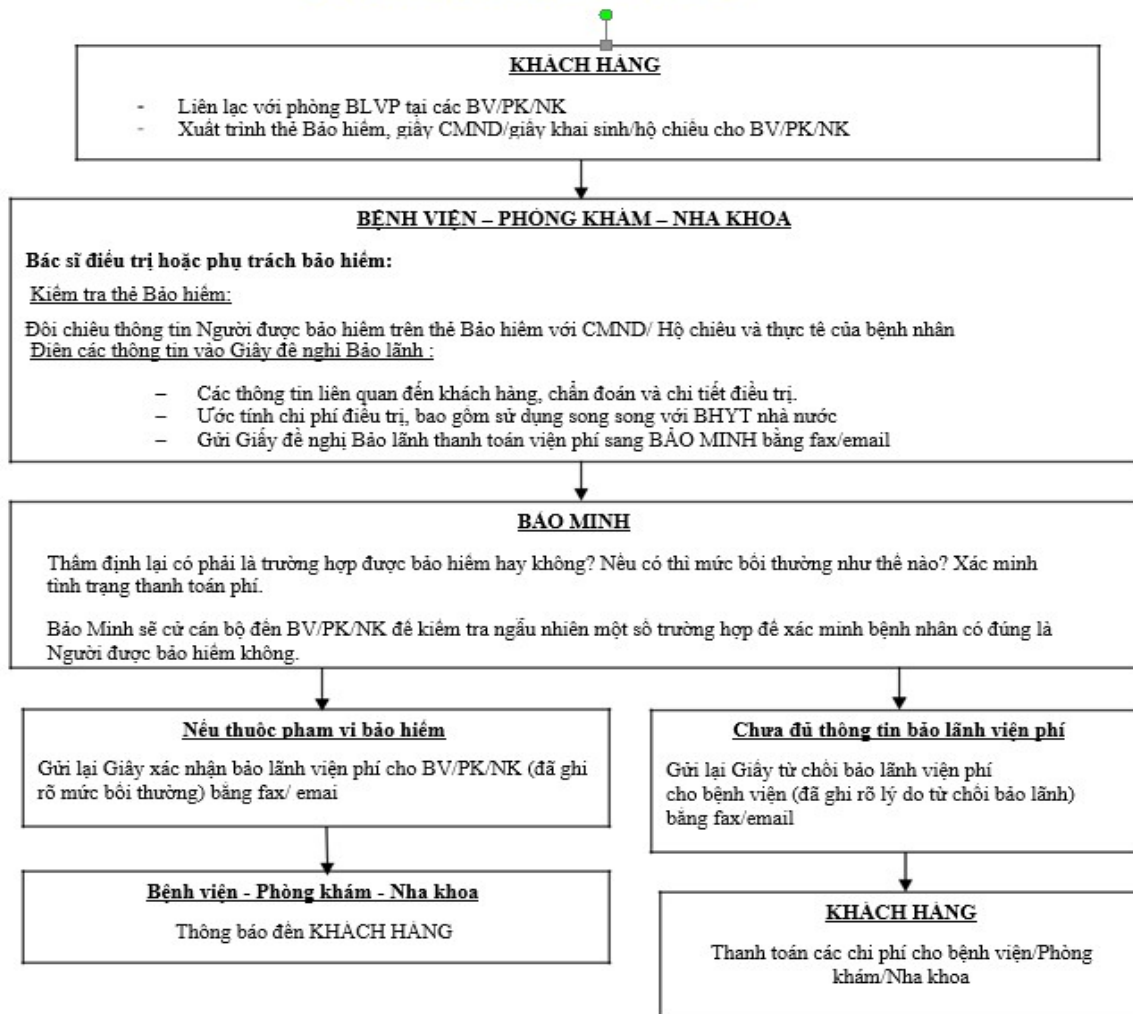 KHÁCH HÀNG
- Liên lạc với phòng BLVP tại các BV/PK/NK
- Xuất trình thẻ Bảo hiểm, giấy CMND/giấy khai sinh/hộ chiếu cho BV/PK/NK
BỆNH VIỆN – PHÒNG KHÁM – NHA KHOA
Bác sĩ điều trị hoặc phụ trách bảo hiểm:
Kiểm tra thẻ Bảo hiểm:
Đối chiếu thông tin Người được bảo hiểm trên thẻ Bảo hiểm với CMND/ Hộ chiếu và thực tế của bệnh nhân
Điền các thông tin vào Giấy đề nghị Bảo lãnh :
– Các thông tin liên quan đến khách hàng, chẩn đoán và chi tiết điều trị.
– Ước tính chi phí điều trị, bao gồm sử dụng song song với BHYT nhà nước
– Gửi Giấy đề nghị Bảo lãnh thanh toán viện phí sang BẢO MINH bằng fax/email
BẢO MINH
Thẩm định lại có phải là trường hợp được bảo hiểm hay không? Nếu có thì mức bồi thường như thế nào? Xác minh
tình trạng thanh toán phí.
Bảo Minh sẽ cử cán bộ đến BV/PK/NK để kiểm tra ngẫu nhiên một số trường hợp để xác minh bệnh nhân có đúng là
Người được bảo hiểm không.
Nếu thuộc phạm vi bảo hiểm
Gửi lại Giấy xác nhận bảo lãnh viện phí cho BV/PK/NK (đã ghi
rõ mức bồi thường) bằng fax/ emai
Bệnh viện - Phòng khám - Nha khoa
Thông báo đến KHÁCH HÀNG
Chưa đủ thông tin bảo lãnh viện phí
Gửi lại Giấy từ chối bảo lãnh viện phí
cho bệnh viện (đã ghi rõ lý do từ chối bảo lãnh)
bằng fax/email
KHÁCH HÀNG
Thanh toán các chi phí cho bệnh viện/Phòng
khám/Nha khoa